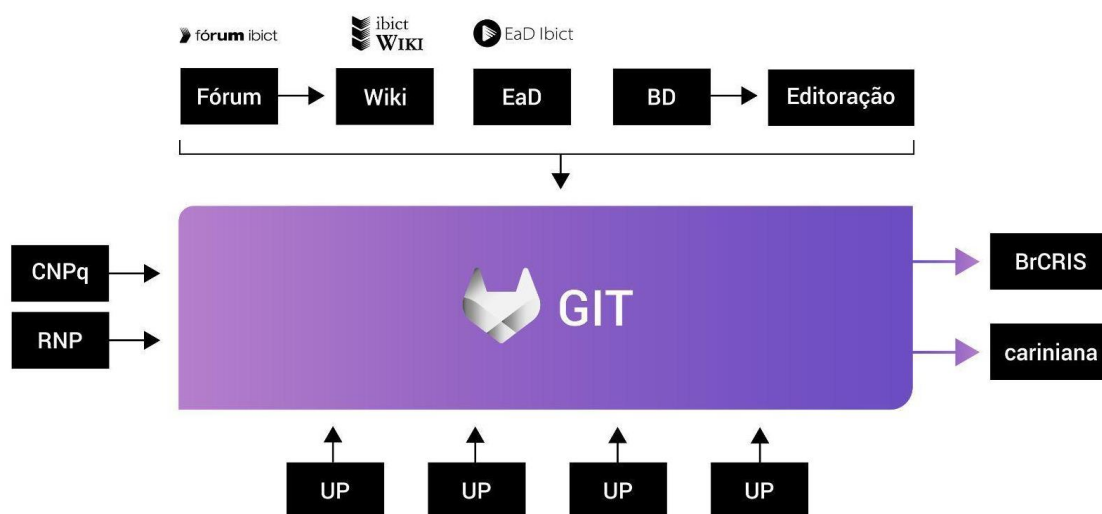 fórum ibict
ibict
WIKI
EaD Ibict
Fórum
Wiki
EaD
BD
Editoração
CNPq
RNP
GIT
BrCRIS
cariniana
UP
UP
UP
UP